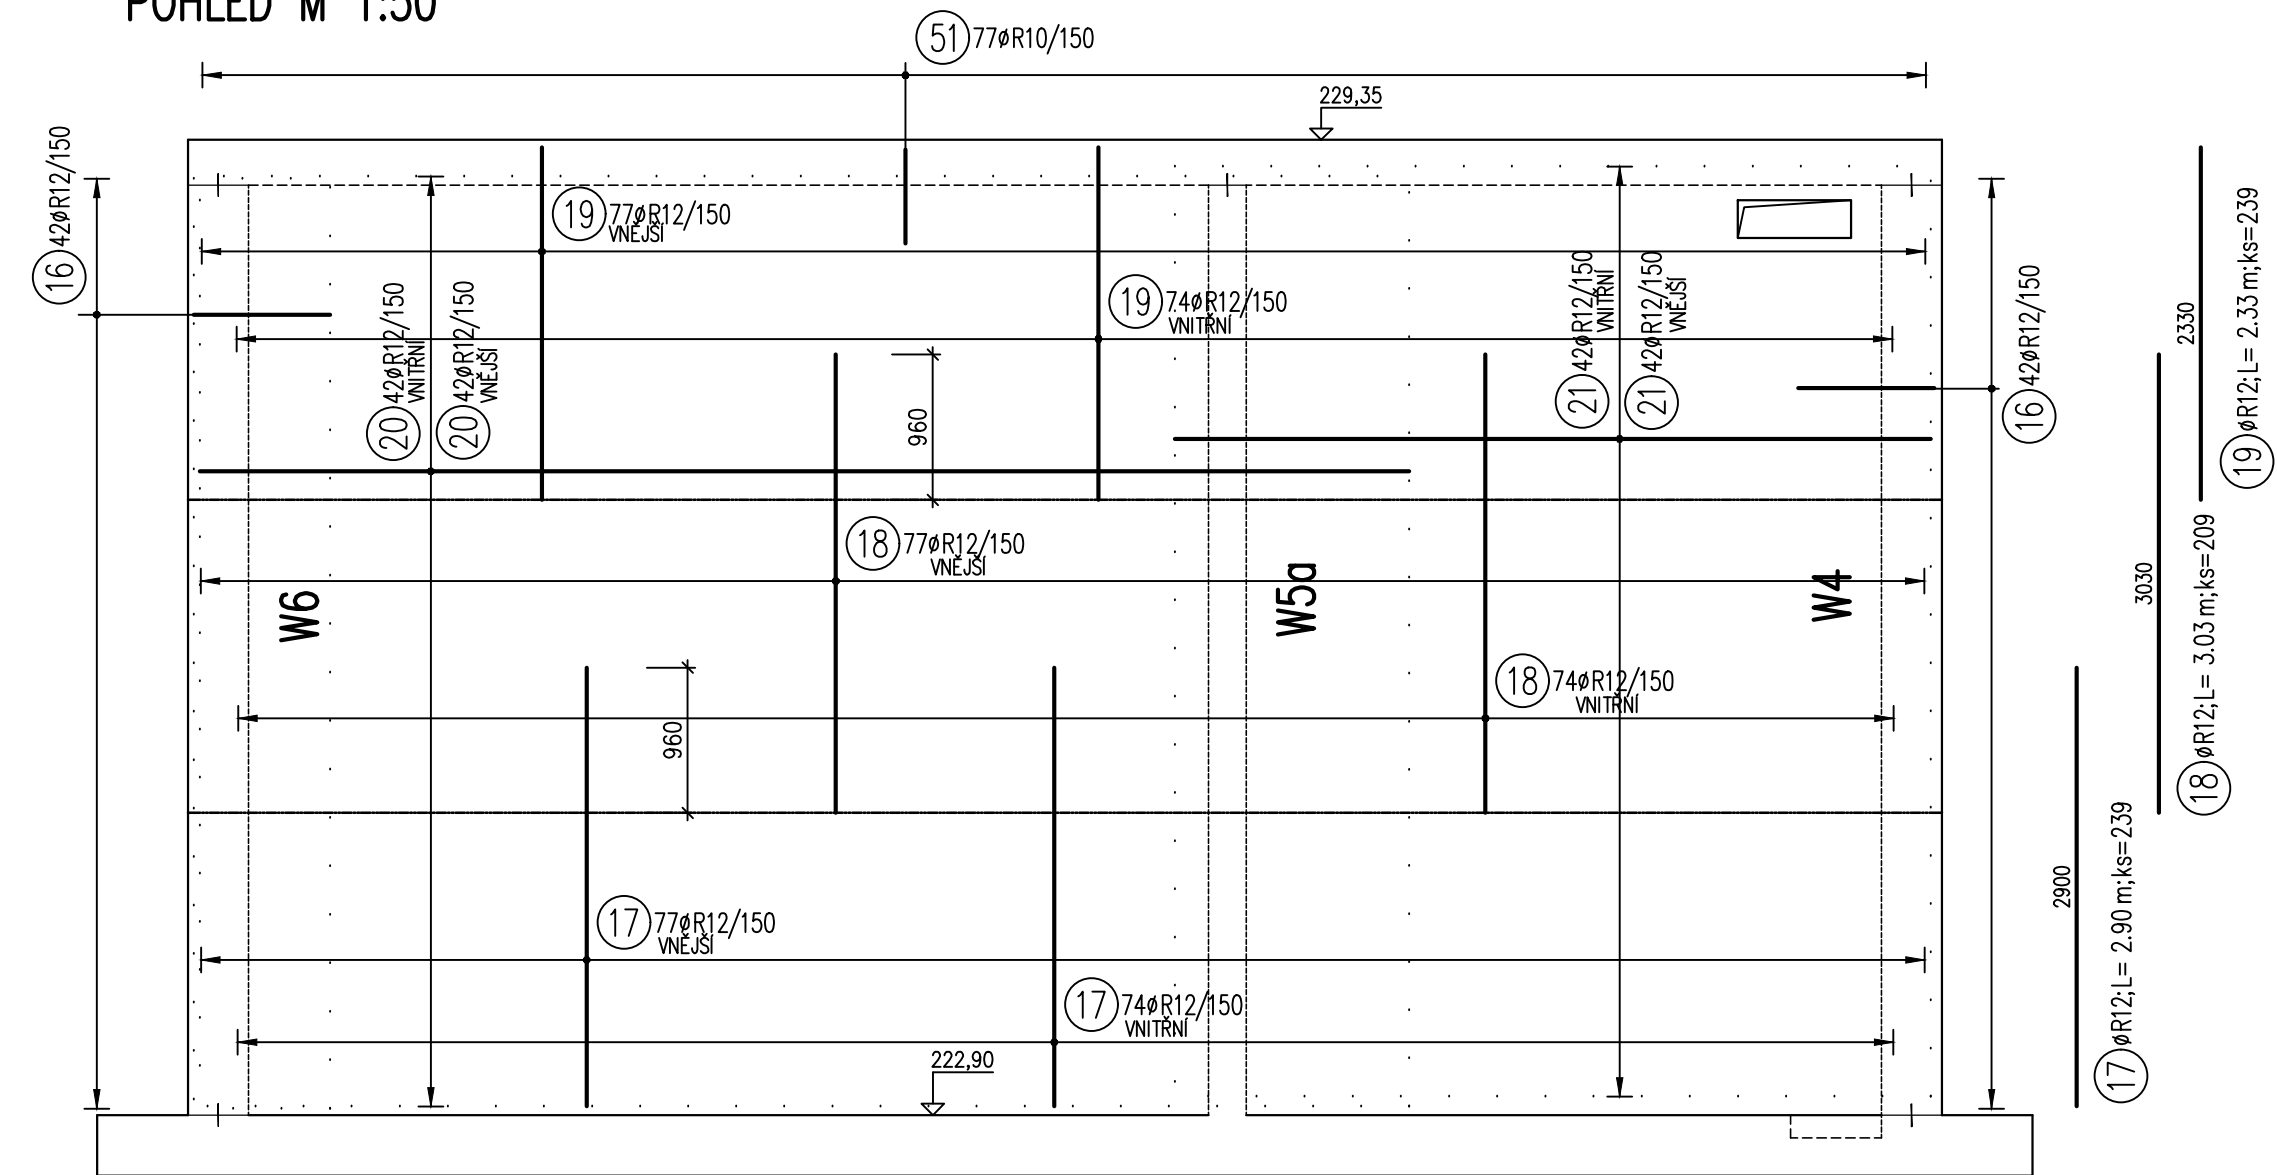 POHLED M 1:50
51 77øR10/150
229,35
16 42øR12/150
19 77øR12/150
VNĚJŠÍ
19 74øR12/150
VNITŘNÍ
20 42øR12/150
VNITŘNÍ
20 42øR12/150
VNĚJŠÍ
21 42øR12/150
VNITŘNÍ
21 42øR12/150
VNĚJŠÍ
16 42øR12/150
960
18 77øR12/150
VNĚJŠÍ
W6
W5a
W4
18 74øR12/150
VNITŘNÍ
960
17 77øR12/150
VNĚJŠÍ
17 74øR12/150
VNITŘNÍ
222,90
2330
19 øR12;L= 2.33 m;ks=239
3030
18 øR12;L= 3.03 m;ks=209
2900
17 øR12;L= 2.90 m;ks=239